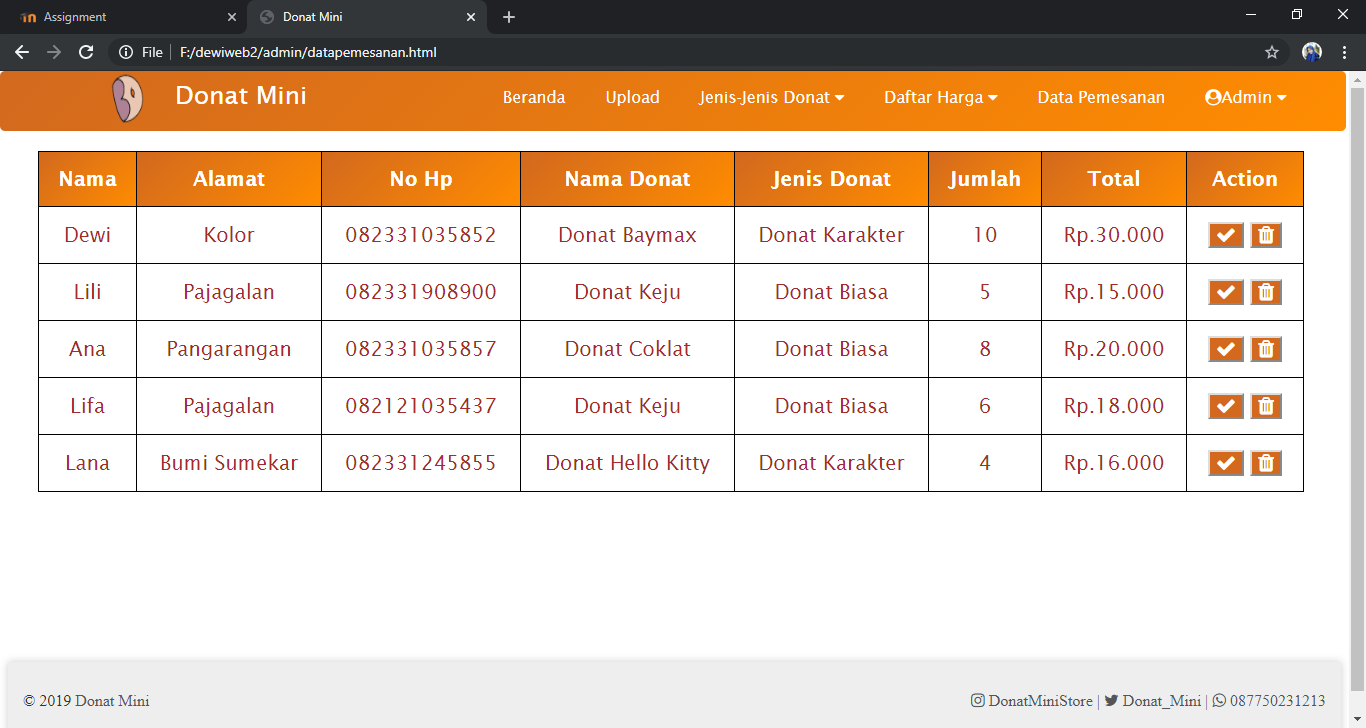 Assignment Donat Mini
File F:/dewiweb2/admin/datapemesanan.html
Donat Mini Beranda Upload Jenis-Jenis Donat Daftar Harga Data Pemesanan Admin
Nama Alamat No Hp Nama Donat Jenis Donat Jumlah Total Action
Dewi Kolor 082331035852 Donat Baymax Donat Karakter 10 Rp.30.000
Lili Pajagalan 082331908900 Donat Keju Donat Biasa 5 Rp.15.000
Ana Pangarangan 082331035857 Donat Coklat Donat Biasa 8 Rp.20.000
Lifa Pajagalan 082121035437 Donat Keju Donat Biasa 6 Rp.18.000
Lana Bumi Sumekar 082331245855 Donat Hello Kitty Donat Karakter 4 Rp.16.000
© 2019 Donat Mini DonatMiniStore | Donat_Mini | 087750231213